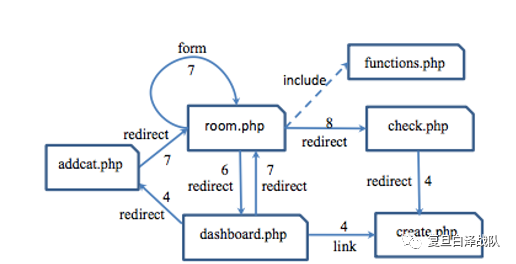 form
7
functions.php
include
room.php
8
check.php
redirect
redirect
addcat.php
7
6
redirect
7
redirect
redirect
4
4
redirect
dashboard.php
4
link
create.php
复旦白泽战队